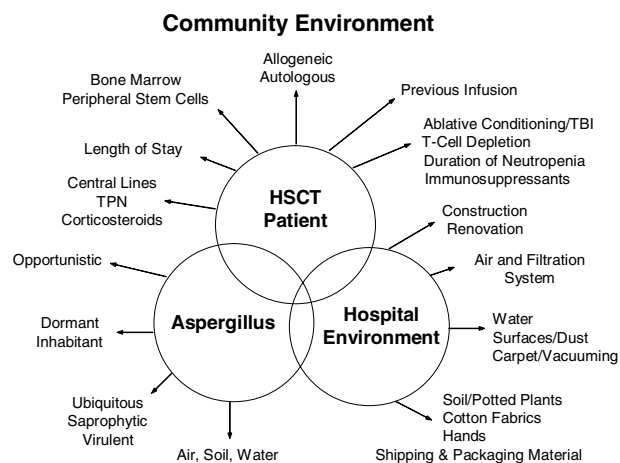 Community Environment
Allogeneic
Autologous
Bone Marrow
Peripheral Stem Cells
Previous Infusion
Ablative Conditioning/TBI
T-Cell Depletion
Duration of Neutropenia
Immunosuppressants
Length of Stay
Central Lines
TPN
Corticosteroids
HSCT
Patient
Construction
Renovation
Opportunistic
Air and Filtration
System
Aspergillus
Hospital
Environment
Dormant
Inhabitant
Water
Surfaces/Dust
Carpet/Vacuuming
Ubiquitous
Saprophytic
Virulent
Soil/Potted Plants
Cotton Fabrics
Hands
Shipping & Packaging Material
Air, Soil, Water